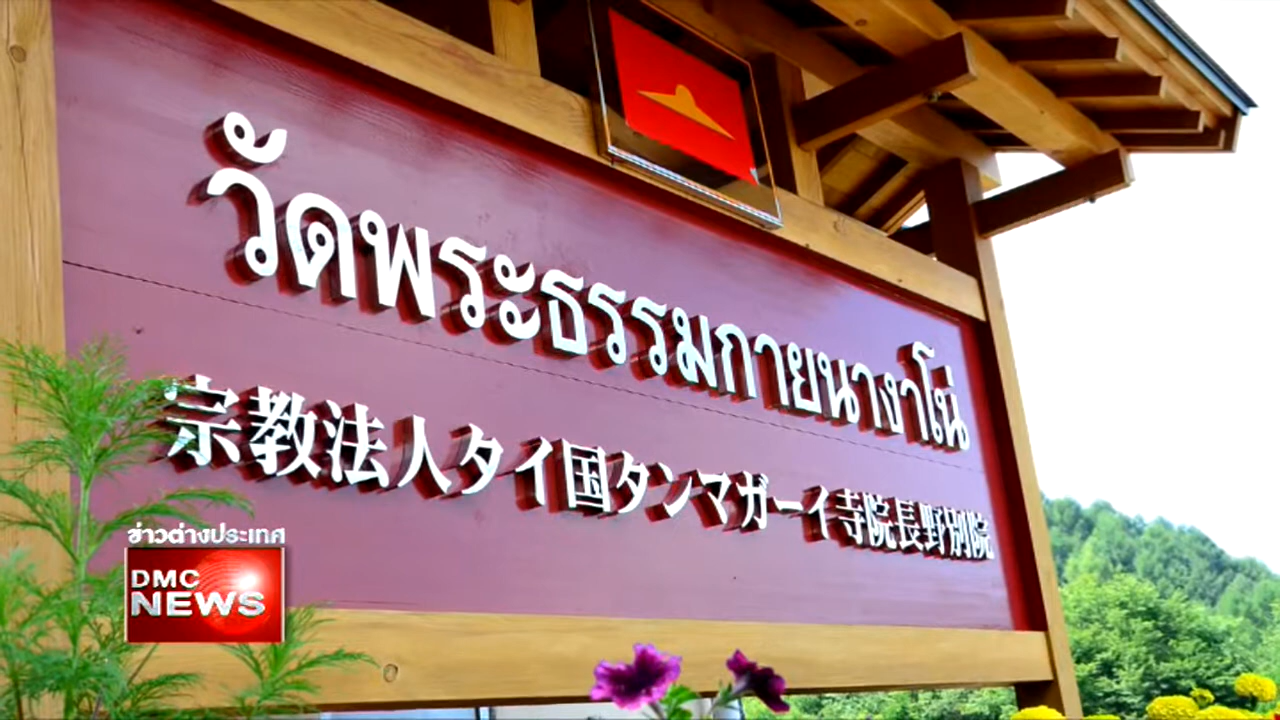 วัดพระธรรมกายนางาโน่
宗教法人タイ国タンマガーイ寺院長野別院
ข่าวต่างประเทศ
DMC
NEWS